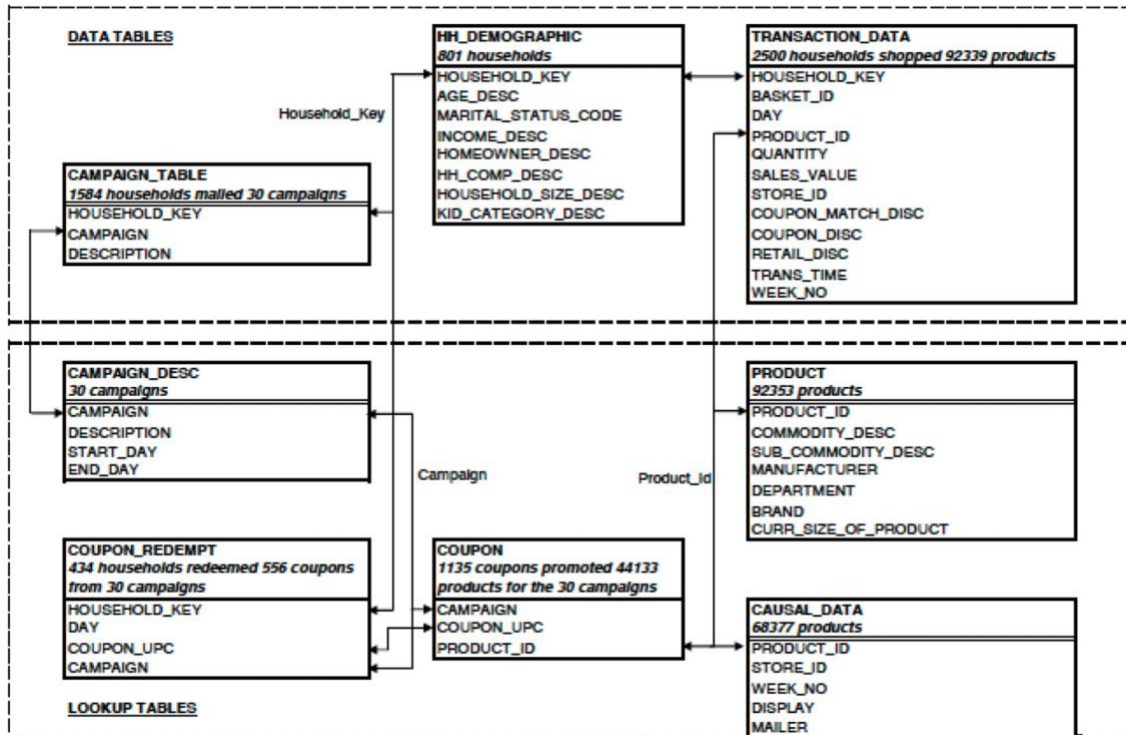 DATA TABLES
HH_DEMOGRAPHIC
801 households
HOUSEHOLD_KEY
AGE_DESC
MARITAL_STATUS_CODE
INCOME_DESC
HOMEOWNER_DESC
HH_COMP_DESC
HOUSEHOLD_SIZE_DESC
KID_CATEGORY_DESC
TRANSACTION_DATA
2500 households shopped 92339 products
HOUSEHOLD_KEY
BASKET_ID
DAY
PRODUCT_ID
QUANTITY
SALES_VALUE
STORE_ID
COUPON_MATCH_DISC
COUPON_DISC
RETAIL_DISC
TRANS_TIME
WEEK_NO
Household_Key
CAMPAIGN_TABLE
1584 households mailed 30 campaigns
HOUSEHOLD_KEY
CAMPAIGN
DESCRIPTION
CAMPAIGN_DESC
30 campaigns
CAMPAIGN
DESCRIPTION
START_DAY
END_DAY
Campaign
Product_Id
PRODUCT
92353 products
PRODUCT_ID
COMMODITY_DESC
SUB_COMMODITY_DESC
MANUFACTURER
DEPARTMENT
BRAND
CURR_SIZE_OF_PRODUCT
COUPON_REDEMPT
434 households redeemed 556 coupons
from 30 campaigns
HOUSEHOLD_KEY
DAY
COUPON_UPC
CAMPAIGN
COUPON
1135 coupons promoted 44133
products for the 30 campaigns
CAMPAIGN
COUPON_UPC
PRODUCT_ID
CAUSAL_DATA
68377 products
PRODUCT_ID
STORE_ID
WEEK_NO
DISPLAY
MAILER
LOOKUP TABLES